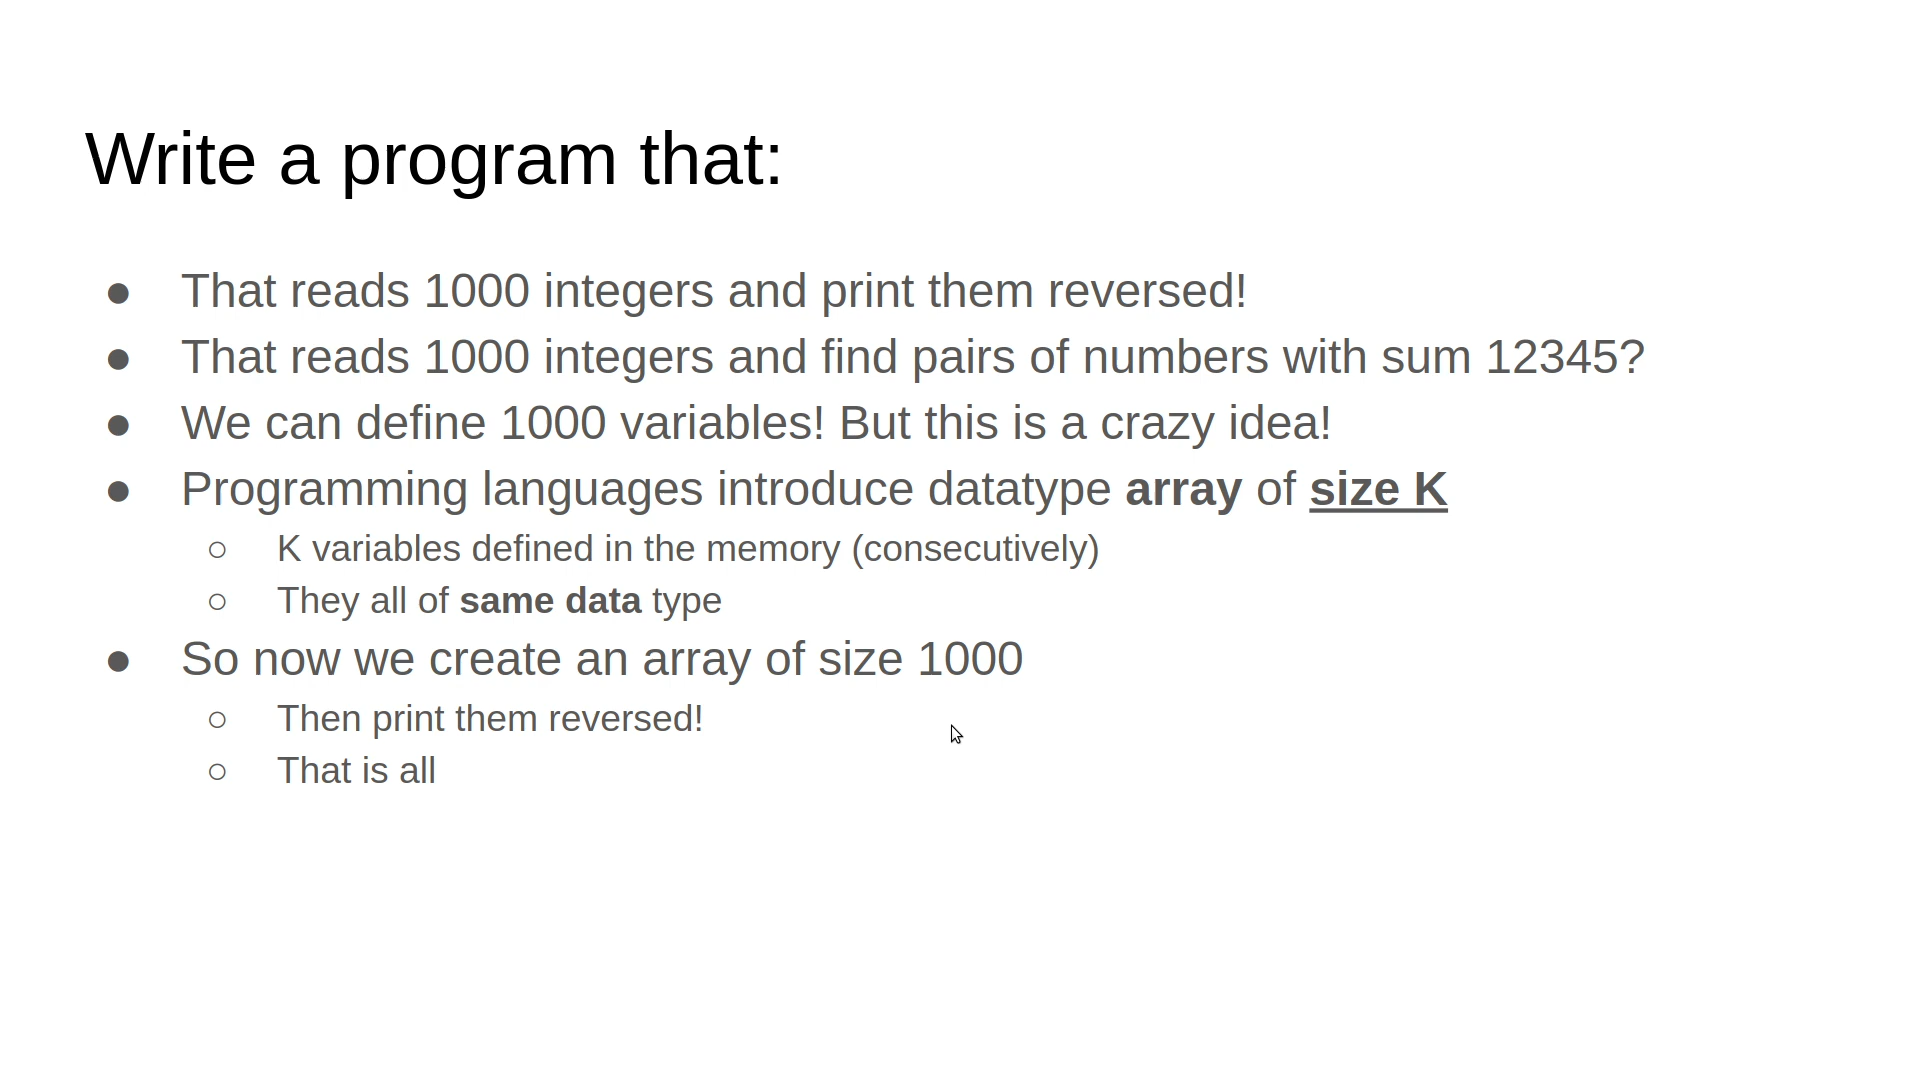 Write a program that:
● That reads 1000 integers and print them reversed!
● That reads 1000 integers and find pairs of numbers with sum 12345?
● We can define 1000 variables! But this is a crazy idea!
● Programming languages introduce datatype array of size K
○ K variables defined in the memory (consecutively)
○ They all of same data type
● So now we create an array of size 1000
○ Then print them reversed!
○ That is all